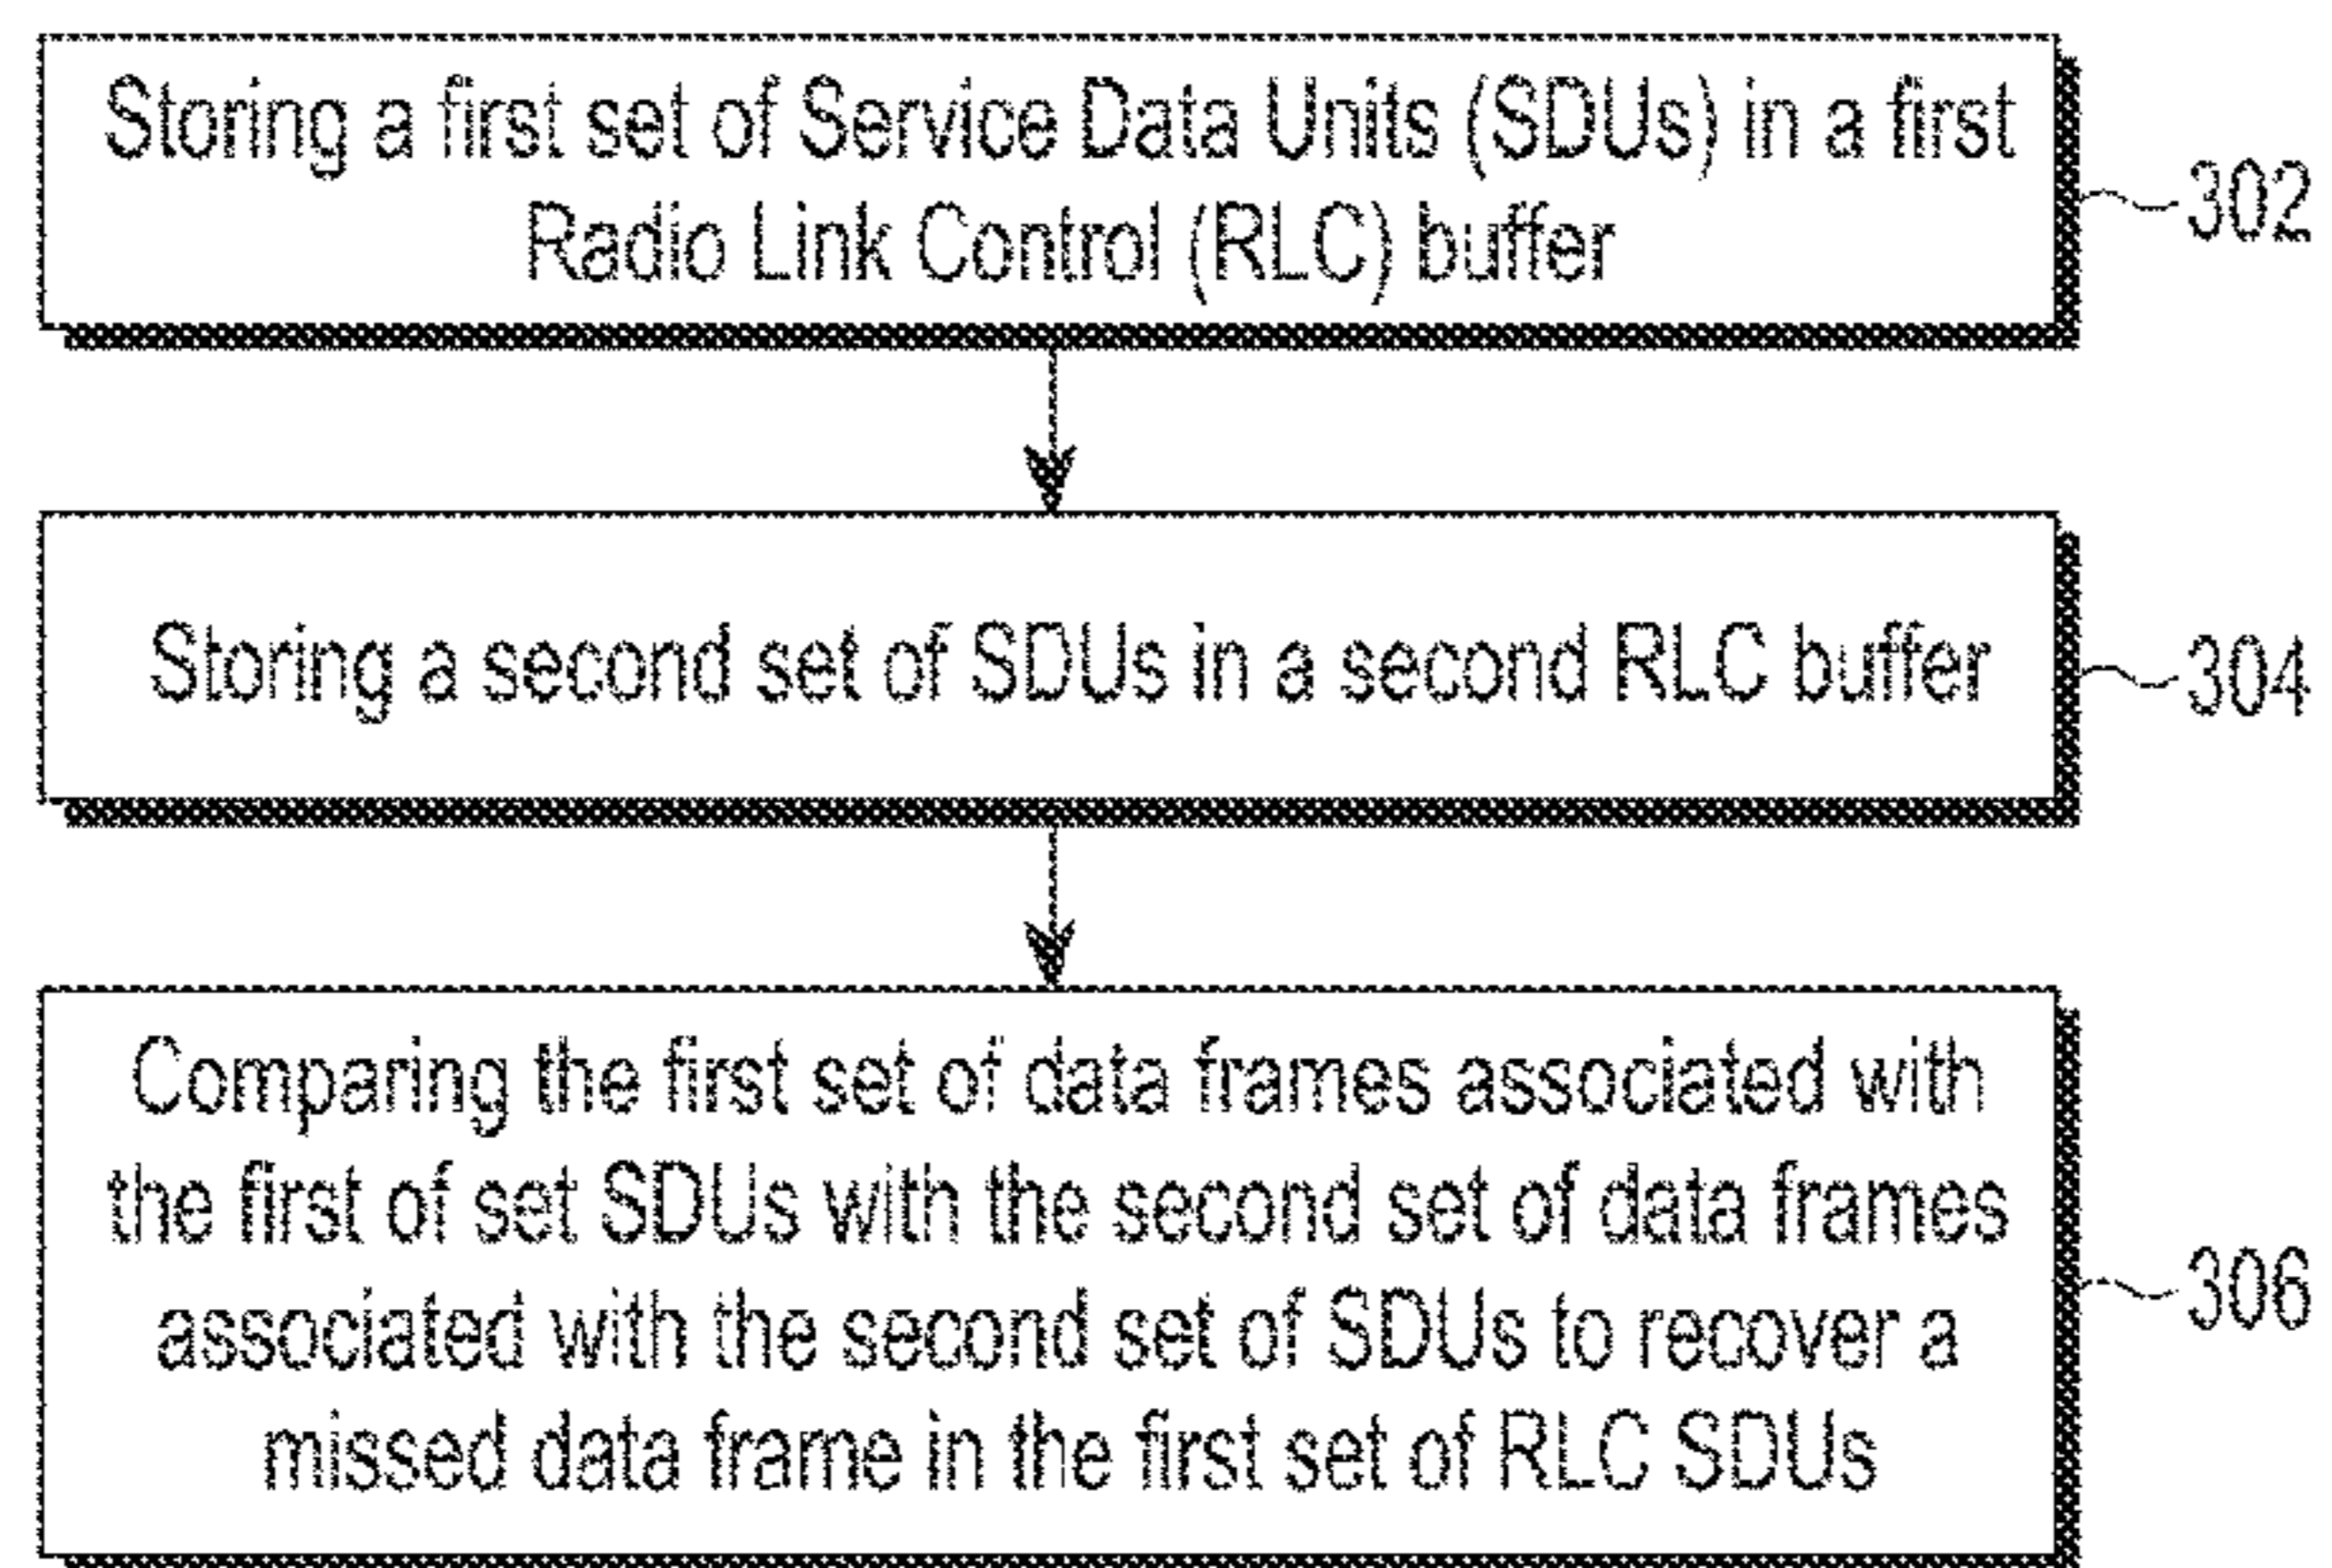 Storing a first set of Service Data Units (SDUs) in a first
Radio Link Control (RLC) buffer
302
Storing a second set of SDUs in a second RLC buffer
304
Comparing the first set of data frames associated with
the first of set SDUs with the second set of data frames
associated with the second set of SDUs to recover a
missed data frame in the first set of RLC SDUs
306